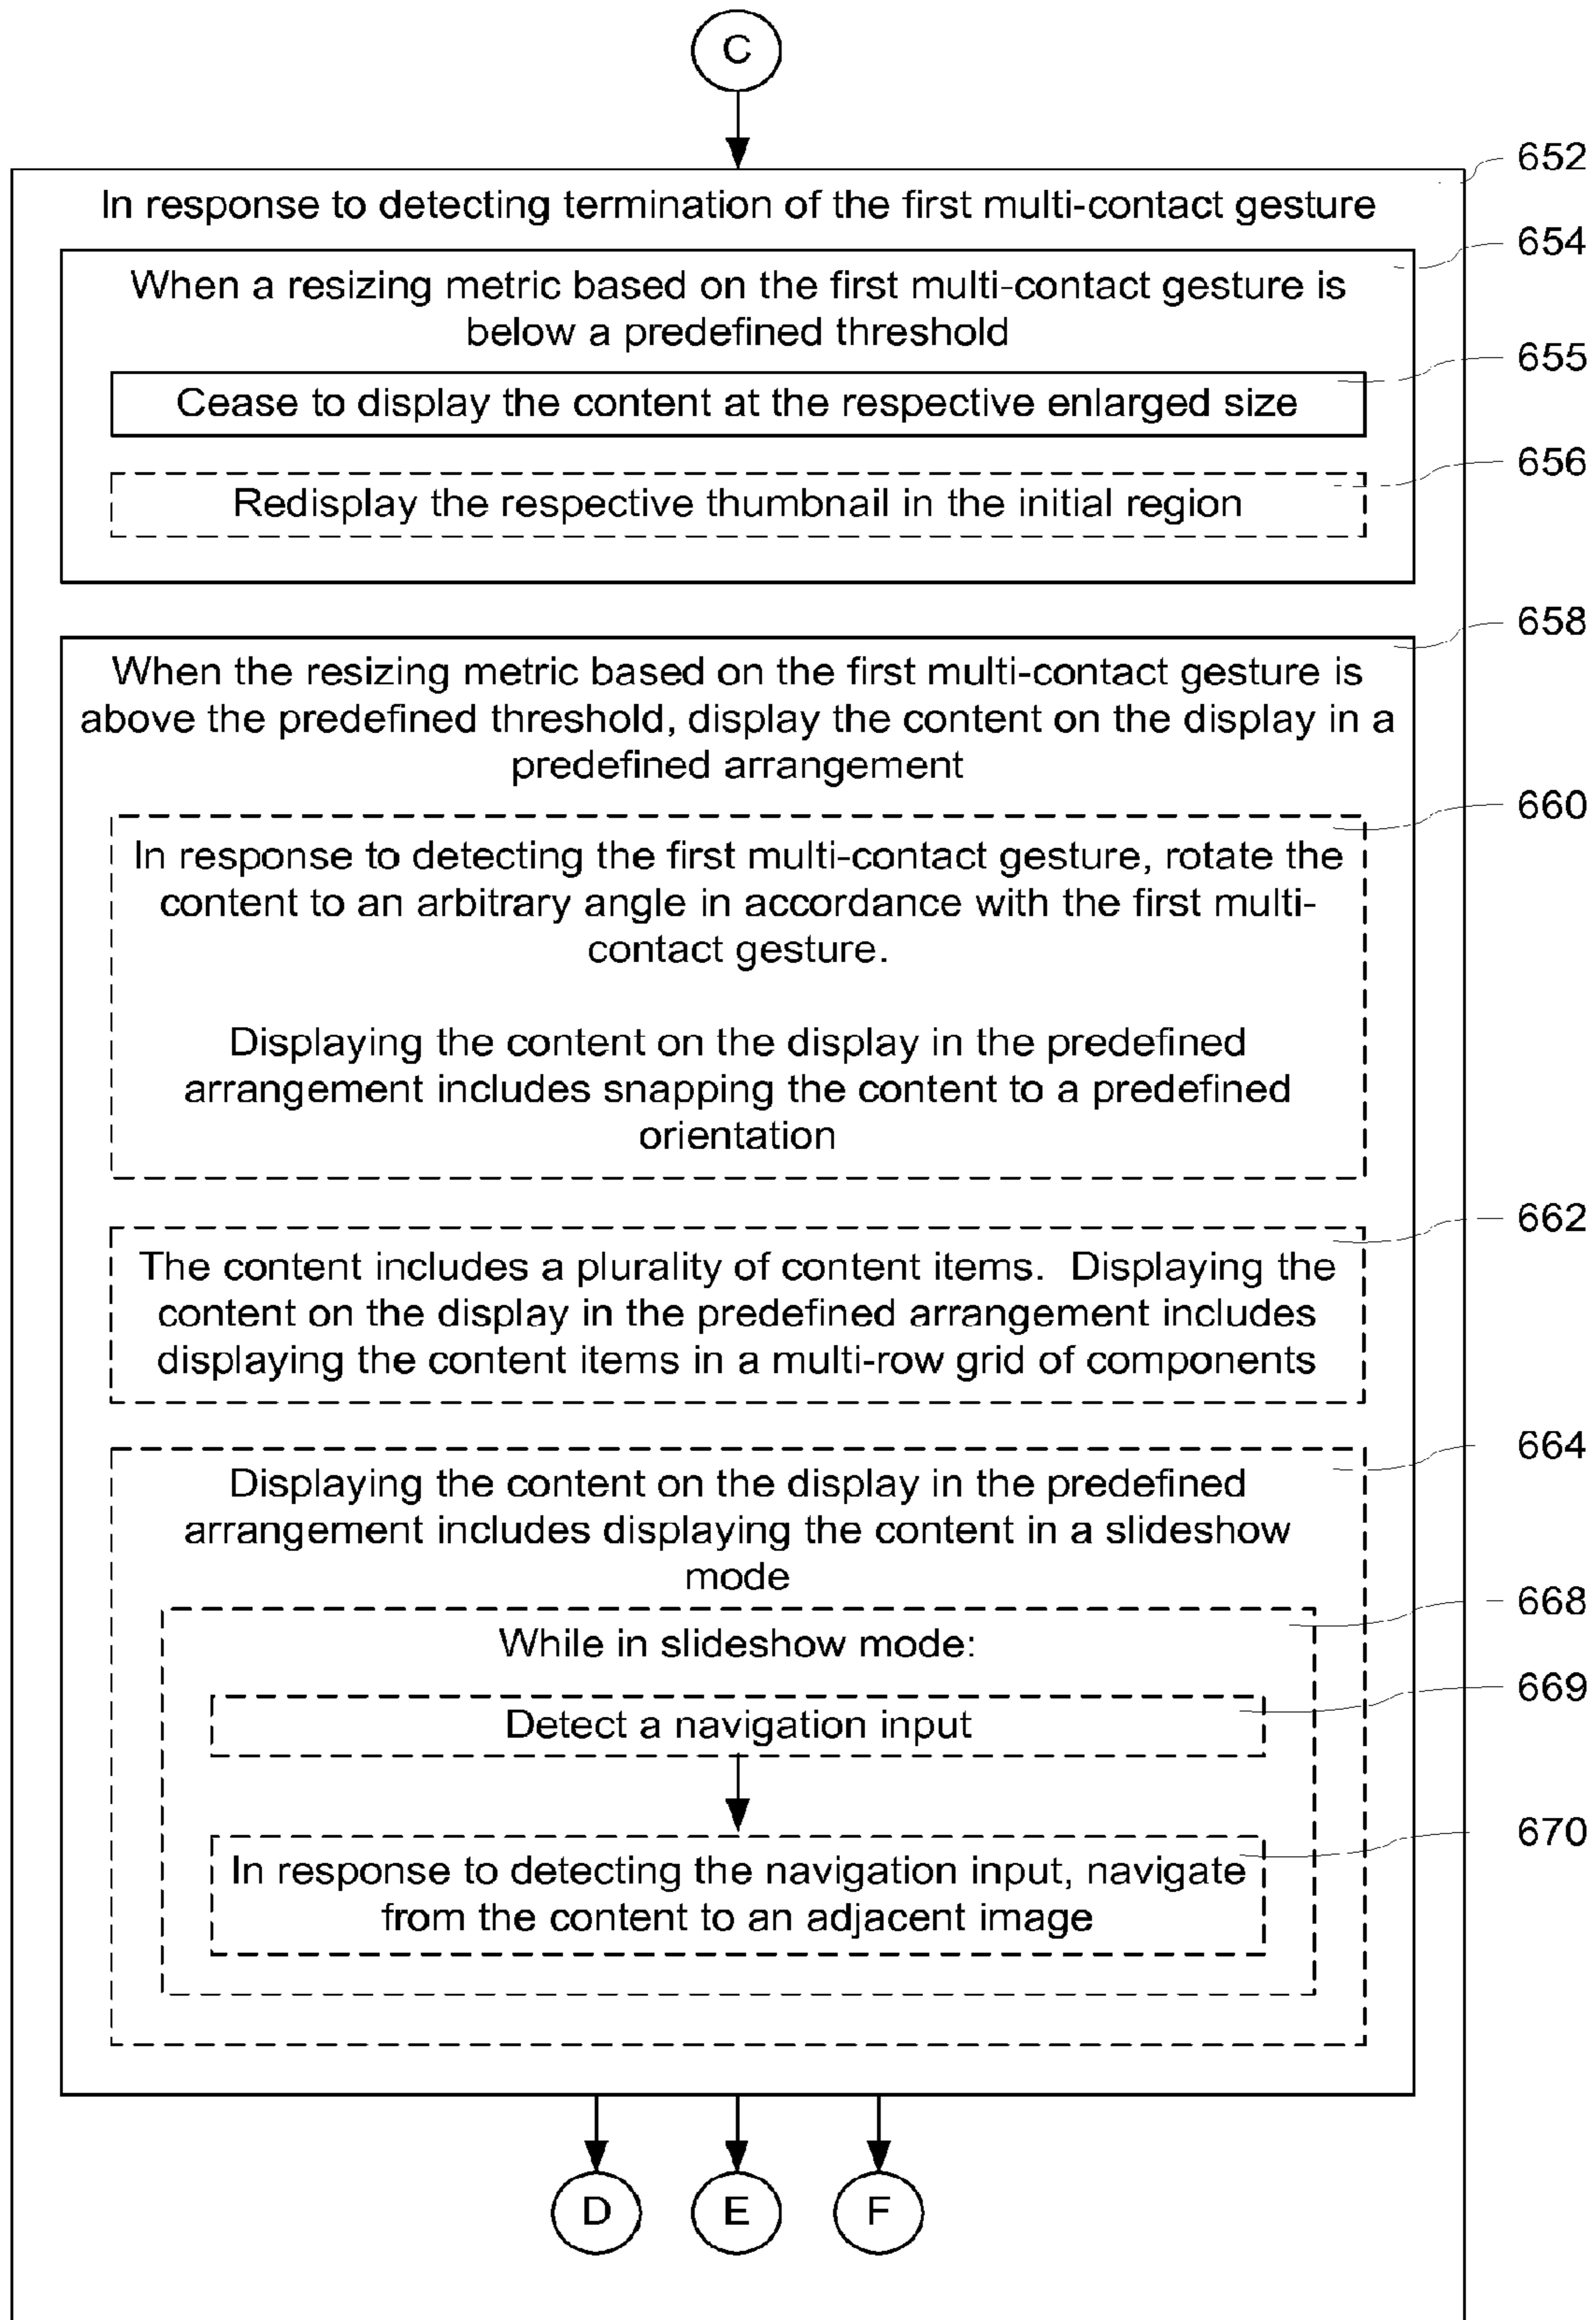 C
652
In response to detecting termination of the first multi-contact gesture
654
When a resizing metric based on the first multi-contact gesture is
below a predefined threshold
655
Cease to display the content at the respective enlarged size
656
Redisplay the respective thumbnail in the initial region
658
When the resizing metric based on the first multi-contact gesture is
above the predefined threshold, display the content on the display in a
predefined arrangement
660
In response to detecting the first multi-contact gesture, rotate the
content to an arbitrary angle in accordance with the first multi-
contact gesture.
Displaying the content on the display in the predefined
arrangement includes snapping the content to a predefined
orientation
662
The content includes a plurality of content items.  Displaying the
content on the display in the predefined arrangement includes
displaying the content items in a multi-row grid of components
664
Displaying the content on the display in the predefined
arrangement includes displaying the content in a slideshow
mode
668
While in slideshow mode:
669
Detect a navigation input
670
In response to detecting the navigation input, navigate
from the content to an adjacent image
D E F